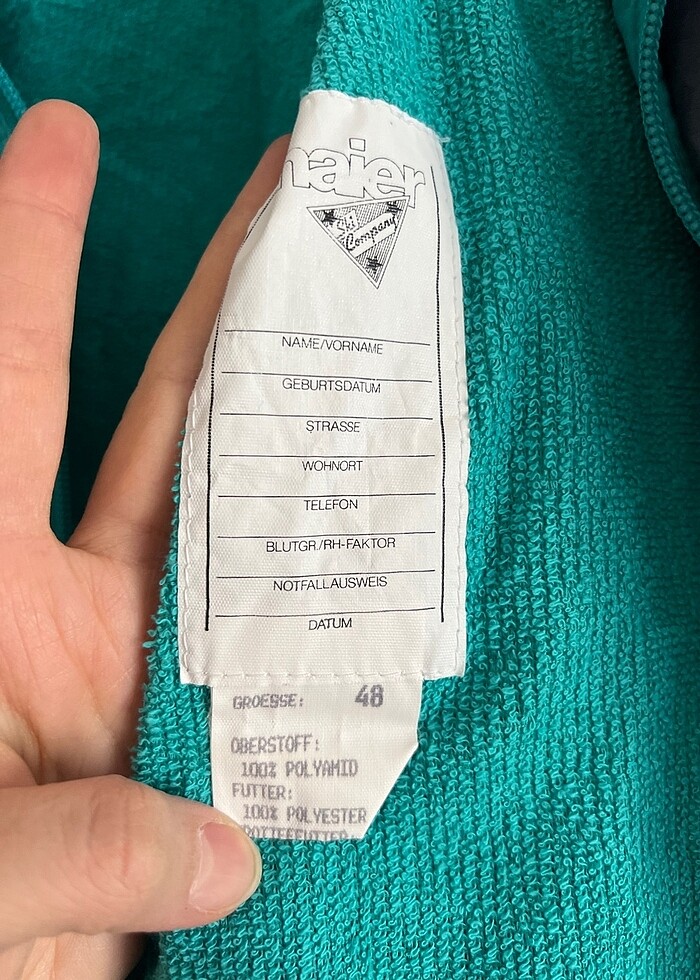 maier
Ski
Company
NAME/VORNAME
GEBURTSDATUM
STRASSE
WOHNORT
TELEFON
BLUTGR./RH-FAKTOR
NOTFALLAUSWEIS
DATUM
GROESSE: 48
OBERSTOFF:
100% POLYAMID
FUTTER:
100% POLYESTER